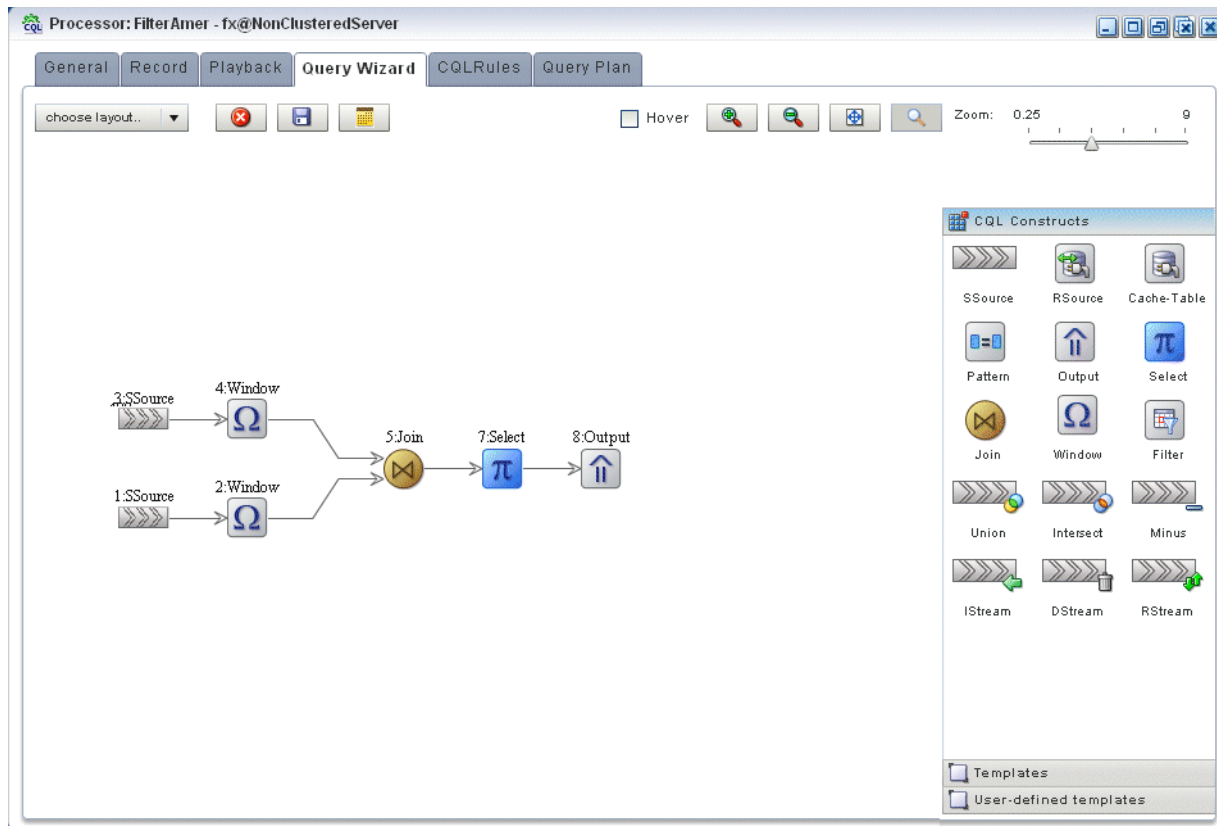 CQL Processor: FilterAmer - fx@NonClusteredServer
General Record Playback Query Wizard CQLRules Query Plan
choose layout.. Hover Zoom: 0.25 9
CQL Constructs
SSource RSource Cache-Table
Pattern Output Select
Join Window Filter
Union Intersect Minus
IStream DStream RStream
Templates
User-defined templates
3:SSource 4:Window
5:Join 7:Select 8:Output
1:SSource 2:Window